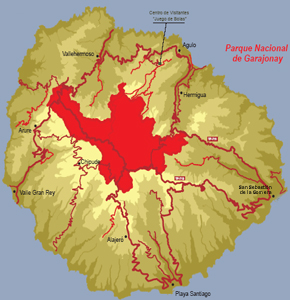 Centro de Visitantes
"Juego de Bolas"
Agulo
Parque Nacional
de Garajonay
Vallehermoso
Hermigua
Arure
Chipude
Valle Gran Rey
San Sebastián
de la Gomera
Alajeró
Playa Santiago